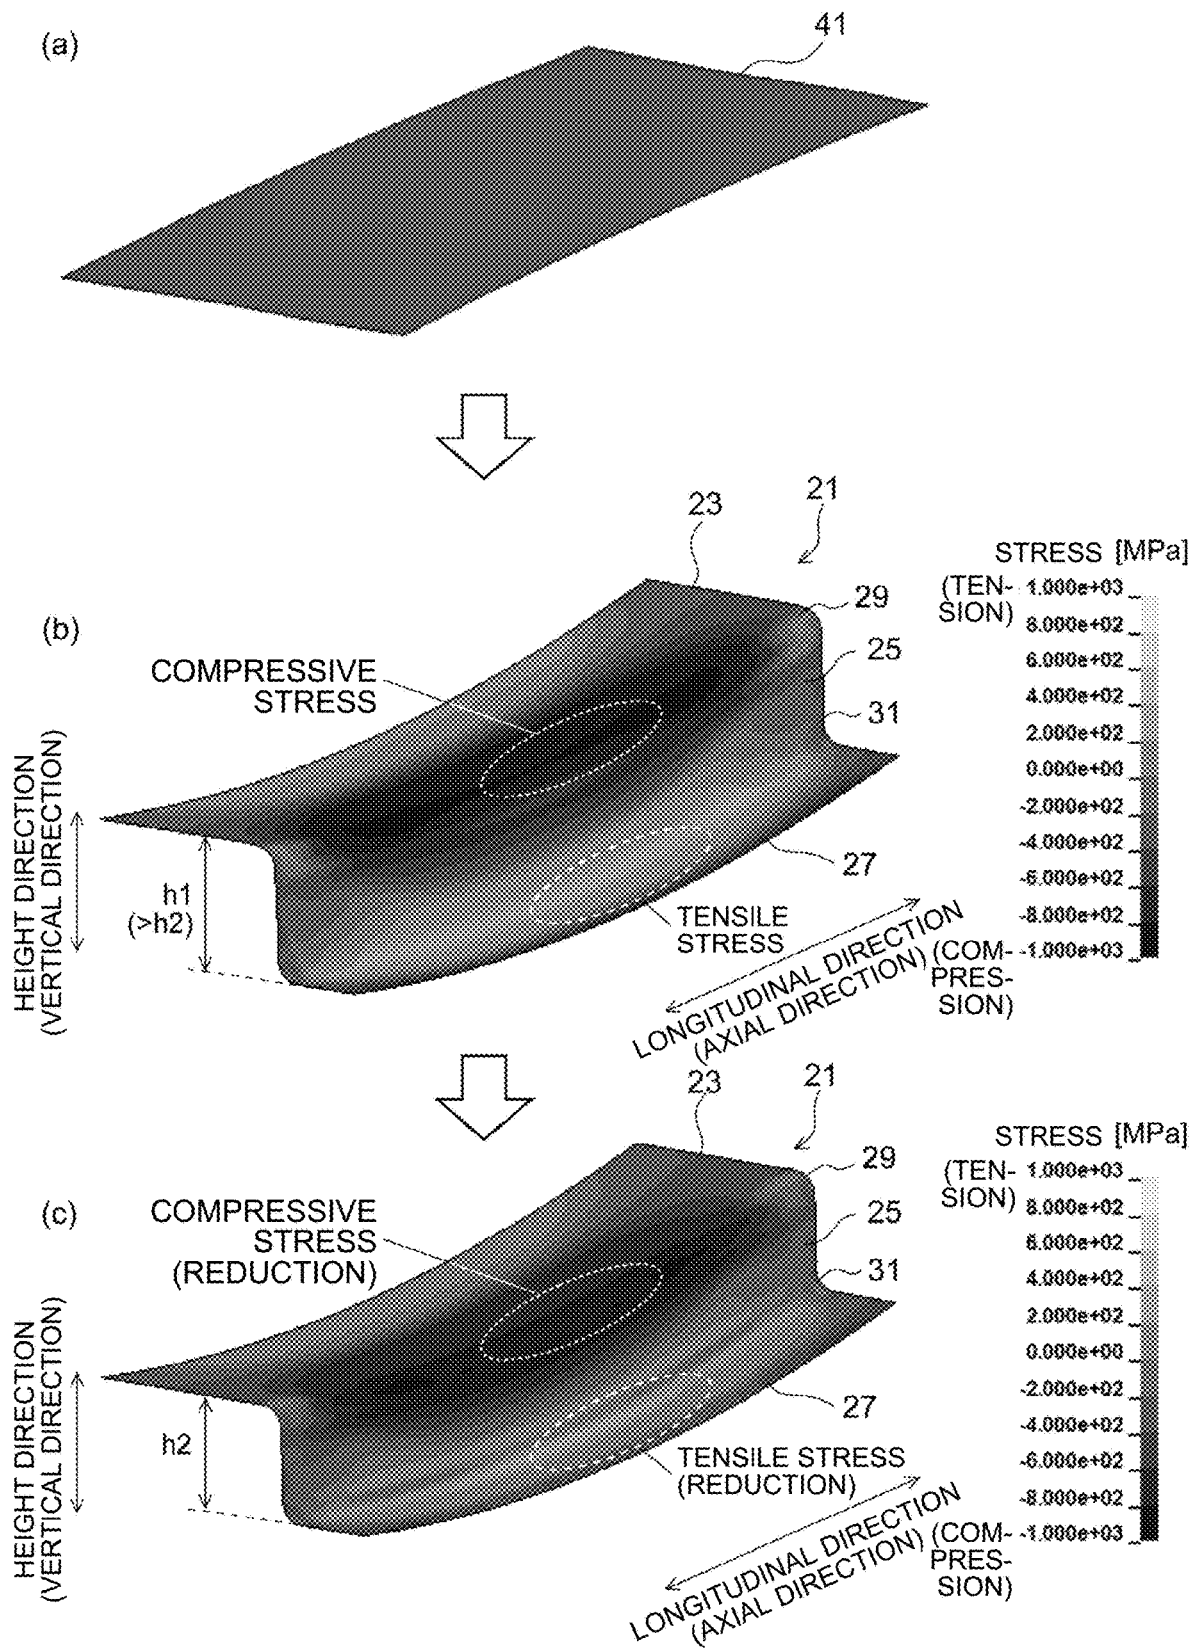 (a)
41
23
21
STRESS [MPa]
(TEN-
SION)
1.000e+03
8.000e+02
6.000e+02
4.000e+02
2.000e+02
0.000e+00
-2.000e+02
-4.000e+02
-6.000e+02
-8.000e+02
-1.000e+03
(COM-
PRES-
SION)
(b)
29
25
31
27
COMPRESSIVE
STRESS
HEIGHT DIRECTION
(VERTICAL DIRECTION)
h1
(>h2)
TENSILE
STRESS
LONGITUDINAL DIRECTION
(AXIAL DIRECTION)
23
21
STRESS [MPa]
(TEN-
SION)
1.000e+03
8.000e+02
6.000e+02
4.000e+02
2.000e+02
0.000e+00
-2.000e+02
-4.000e+02
-6.000e+02
-8.000e+02
-1.000e+03
(COM-
PRES-
SION)
(c)
29
25
31
27
COMPRESSIVE
STRESS
(REDUCTION)
HEIGHT DIRECTION
(VERTICAL DIRECTION)
h2
TENSILE STRESS
(REDUCTION)
LONGITUDINAL DIRECTION
(AXIAL DIRECTION)